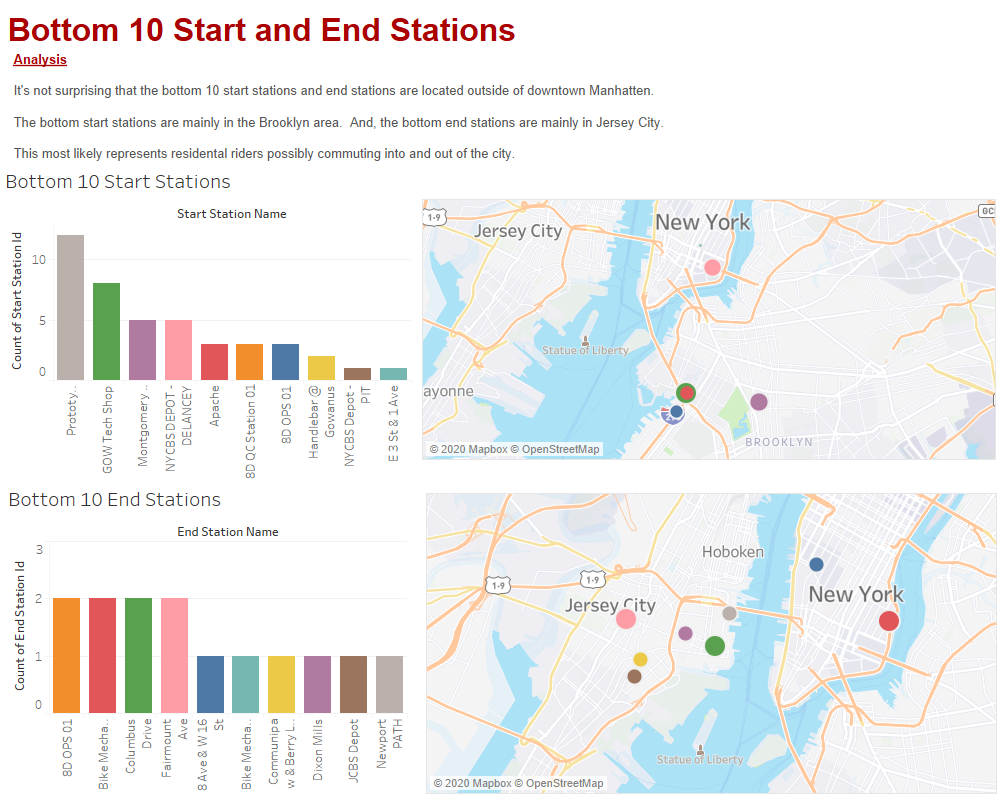 Bottom 10 Start and End Stations
Analysis
It's not surprising that the bottom 10 start stations and end stations are located outside of downtown Manhatten.
The bottom start stations are mainly in the Brooklyn area.  And, the bottom end stations are mainly in Jersey City.
This most likely represents residental riders possibly commuting into and out of the city.
Bottom 10 Start Stations
Start Station Name
Count of Start Station Id
10
5
0
Prototy..
GOW Tech Shop
Montgomery ..
NYCBS DEPOT -
DELANCEY
Apache
8D QC Station 01
8D OPS 01
Handlebar @
Gowanus
NYCBS Depot -
PIT
E 3 St & 1 Ave
1-9
Jersey City
New York
GC
Statue of Liberty
ayonne
BROOKLYN
© 2020 Mapbox © OpenStreetMap
Bottom 10 End Stations
End Station Name
Count of End Station Id
3
2
1
0
8D OPS 01
Bike Mecha..
Columbus
Drive
Fairmount
Ave
8 Ave & W 16
St
Bike Mecha..
Communipa
w & Berry L..
Dixon Mills
JCBS Depot
Newport
PATH
Hoboken
1-9
1-9
Jersey City
New York
Statue of Liberty
© 2020 Mapbox © OpenStreetMap